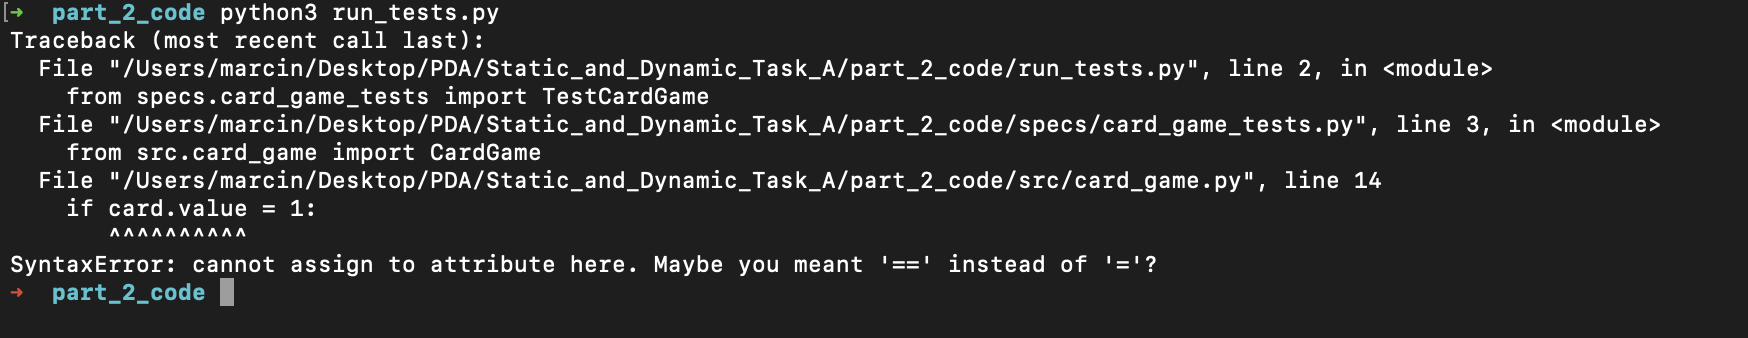 [→ part_2_code python3 run_tests.py
Traceback (most recent call last):
  File "/Users/marcin/Desktop/PDA/Static_and_Dynamic_Task_A/part_2_code/run_tests.py", line 2, in <module>
    from specs.card_game_tests import TestCardGame
  File "/Users/marcin/Desktop/PDA/Static_and_Dynamic_Task_A/part_2_code/specs/card_game_tests.py", line 3, in <module>
    from src.card_game import CardGame
  File "/Users/marcin/Desktop/PDA/Static_and_Dynamic_Task_A/part_2_code/src/card_game.py", line 14
    if card.value = 1:
       ^^^^^^^^^^
SyntaxError: cannot assign to attribute here. Maybe you meant '==' instead of '='?
→ part_2_code